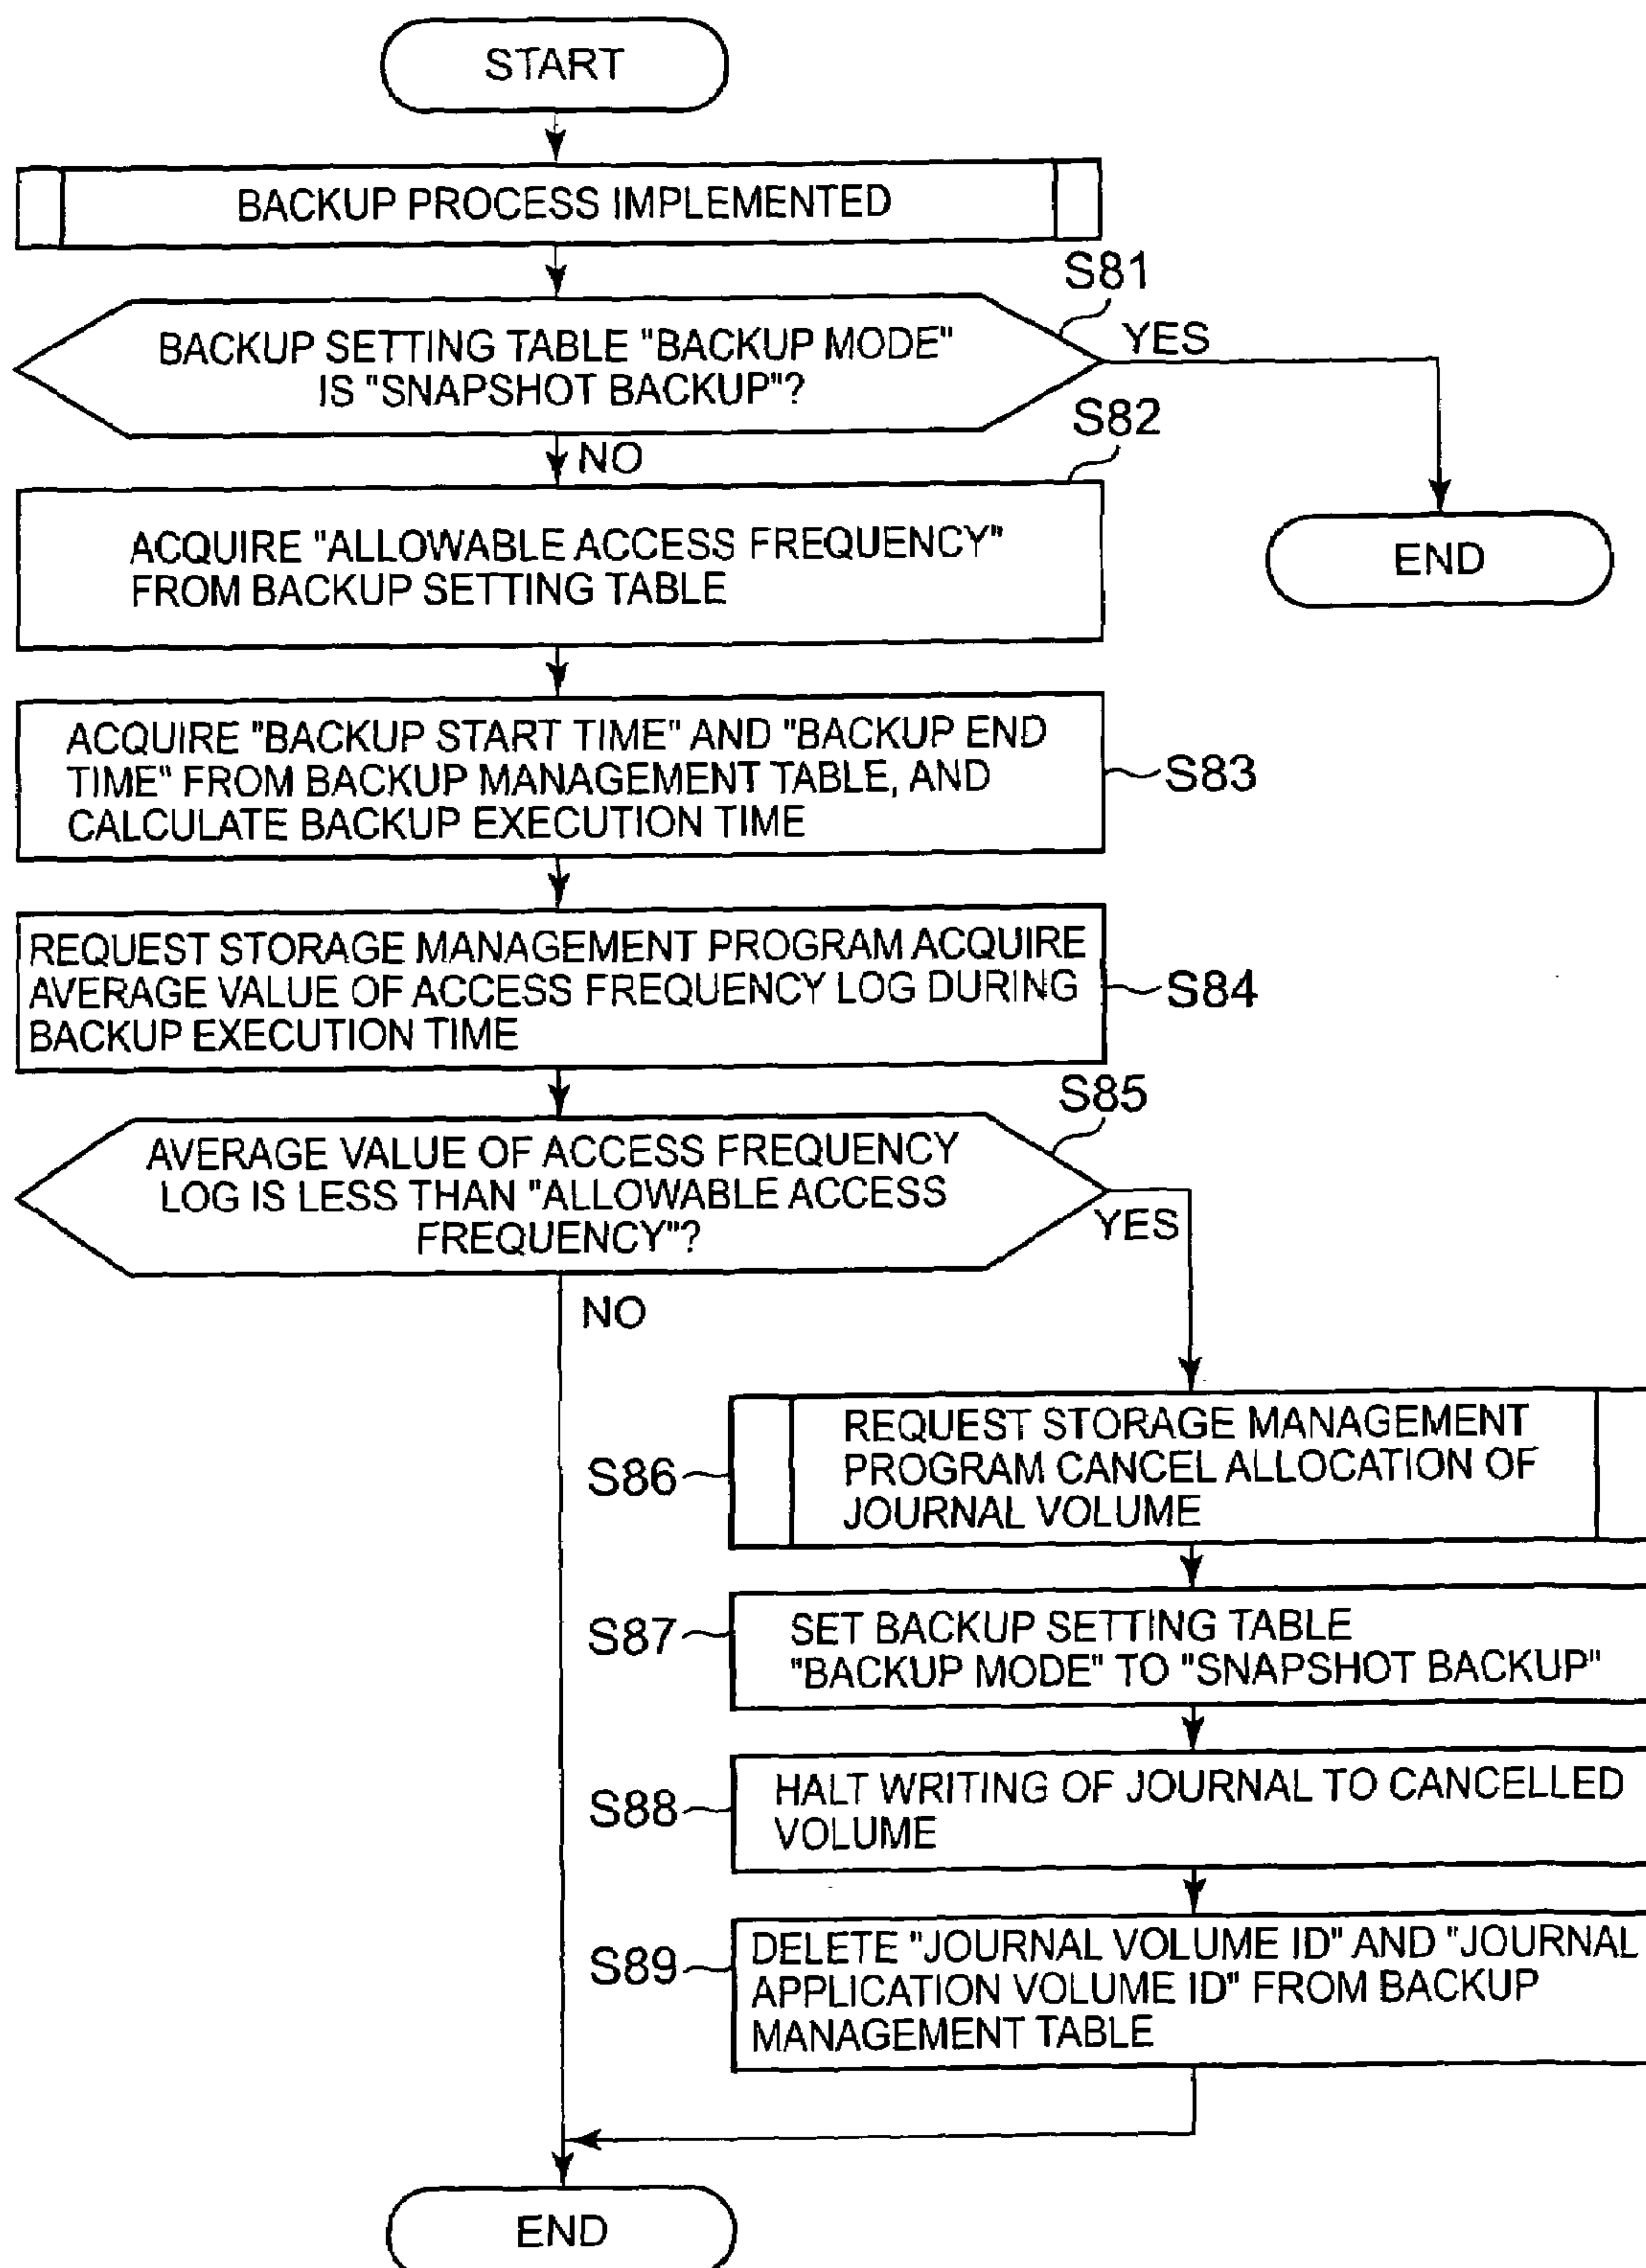 START
BACKUP PROCESS IMPLEMENTED
S81
BACKUP SETTING TABLE "BACKUP MODE"
IS "SNAPSHOT BACKUP"?
YES
NO
S82
ACQUIRE "ALLOWABLE ACCESS FREQUENCY"
FROM BACKUP SETTING TABLE
END
ACQUIRE "BACKUP START TIME" AND "BACKUP END
TIME" FROM BACKUP MANAGEMENT TABLE, AND
CALCULATE BACKUP EXECUTION TIME
S83
REQUEST STORAGE MANAGEMENT PROGRAM ACQUIRE
AVERAGE VALUE OF ACCESS FREQUENCY LOG DURING
BACKUP EXECUTION TIME
S84
S85
AVERAGE VALUE OF ACCESS FREQUENCY
LOG IS LESS THAN "ALLOWABLE ACCESS
FREQUENCY"?
YES
NO
S86
REQUEST STORAGE MANAGEMENT
PROGRAM CANCEL ALLOCATION OF
JOURNAL VOLUME
S87
SET BACKUP SETTING TABLE
"BACKUP MODE" TO "SNAPSHOT BACKUP"
S88
HALT WRITING OF JOURNAL TO CANCELLED
VOLUME
S89
DELETE "JOURNAL VOLUME ID" AND "JOURNAL
APPLICATION VOLUME ID" FROM BACKUP
MANAGEMENT TABLE
END